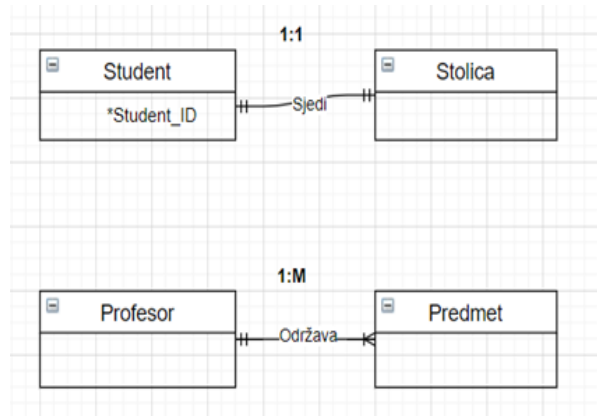 1:1
Student
Stolica
*Student_ID
Sjedi
1:M
Profesor
Predmet
Održava